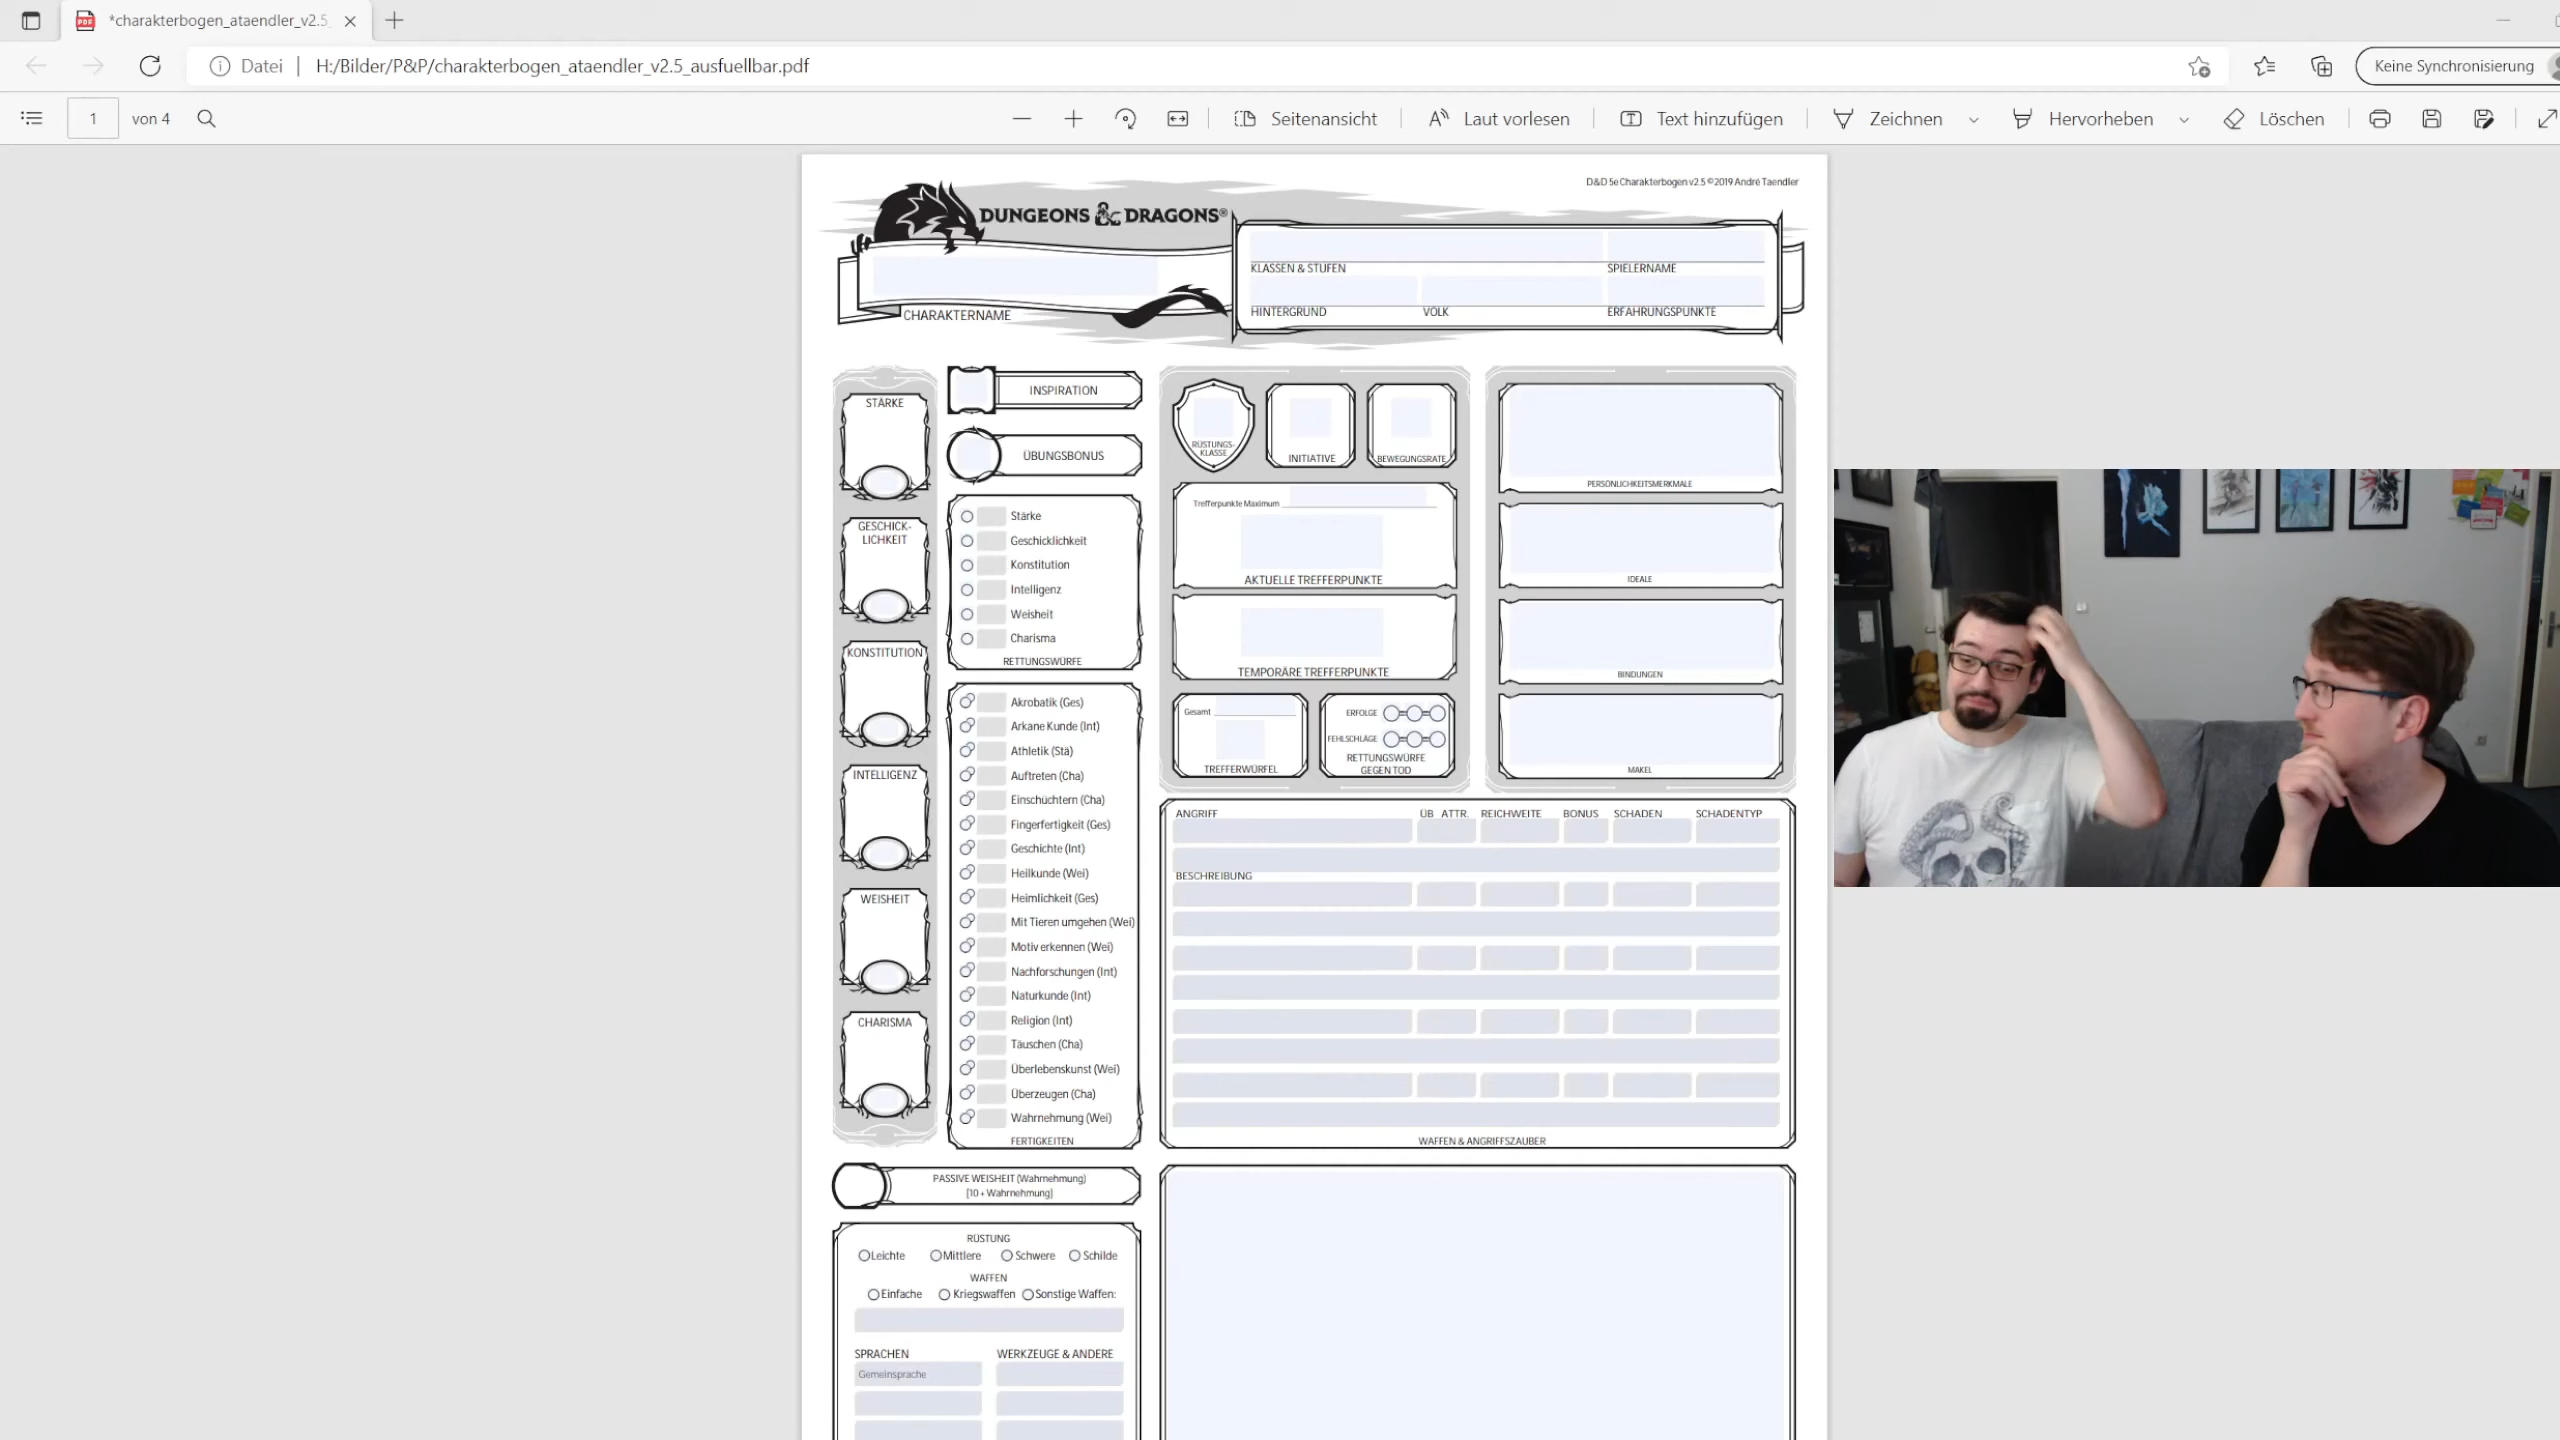 *charakterbogen_ataendler_v2.5_
Datei
H:/Bilder/P&P/charakterbogen_ataendler_v2.5_ausfuellbar.pdf
Keine Synchronisierung
1 von 4
Seitenansicht
Laut vorlesen
Text hinzufügen
Zeichnen
Hervorheben
Löschen
D&D 5e Charakterbogen v2.5 ©2019 André Taendler
DUNGEONS & DRAGONS®
CHARAKTERNAME
KLASSEN & STUFEN
SPIELERNAME
HINTERGRUND
VOLK
ERFAHRUNGSPUNKTE
STÄRKE
GESCHICK-
LICHKEIT
KONSTITUTION
INTELLIGENZ
WEISHEIT
CHARISMA
INSPIRATION
ÜBUNGSBONUS
Stärke
Geschicklichkeit
Konstitution
Intelligenz
Weisheit
Charisma
RETTUNGSWÜRFE
Akrobatik (Ges)
Arkane Kunde (Int)
Athletik (Stä)
Auftreten (Cha)
Einschüchtern (Cha)
Fingerfertigkeit (Ges)
Geschichte (Int)
Heilkunde (Wei)
Heimlichkeit (Ges)
Mit Tieren umgehen (Wei)
Motiv erkennen (Wei)
Nachforschungen (Int)
Naturkunde (Int)
Religion (Int)
Täuschen (Cha)
Überlebenskunst (Wei)
Überzeugen (Cha)
Wahrnehmung (Wei)
FERTIGKEITEN
RÜSTUNGS-
KLASSE
INITIATIVE
BEWEGUNGSRATE
Trefferpunkte Maximum
AKTUELLE TREFFERPUNKTE
TEMPORÄRE TREFFERPUNKTE
Gesamt
TREFFERWÜRFEL
ERFOLGE
FEHLSCHLÄGE
RETTUNGSWÜRFE
GEGEN TOD
PERSÖNLICHKEITSMERKMALE
IDEALE
BINDUNGEN
MAKEL
ANGRIFF
ÜB ATTR.
REICHWEITE
BONUS
SCHADEN
SCHADENTYP
BESCHREIBUNG
WAFFEN & ANGRIFFSZAUBER
PASSIVE WEISHEIT (Wahrnehmung)
[10 + Wahrnehmung]
RÜSTUNG
Leichte
Mittlere
Schwere
Schilde
WAFFEN
Einfache
Kriegswaffen
Sonstige Waffen:
SPRACHEN
WERKZEUGE & ANDERE
Gemeinsprache